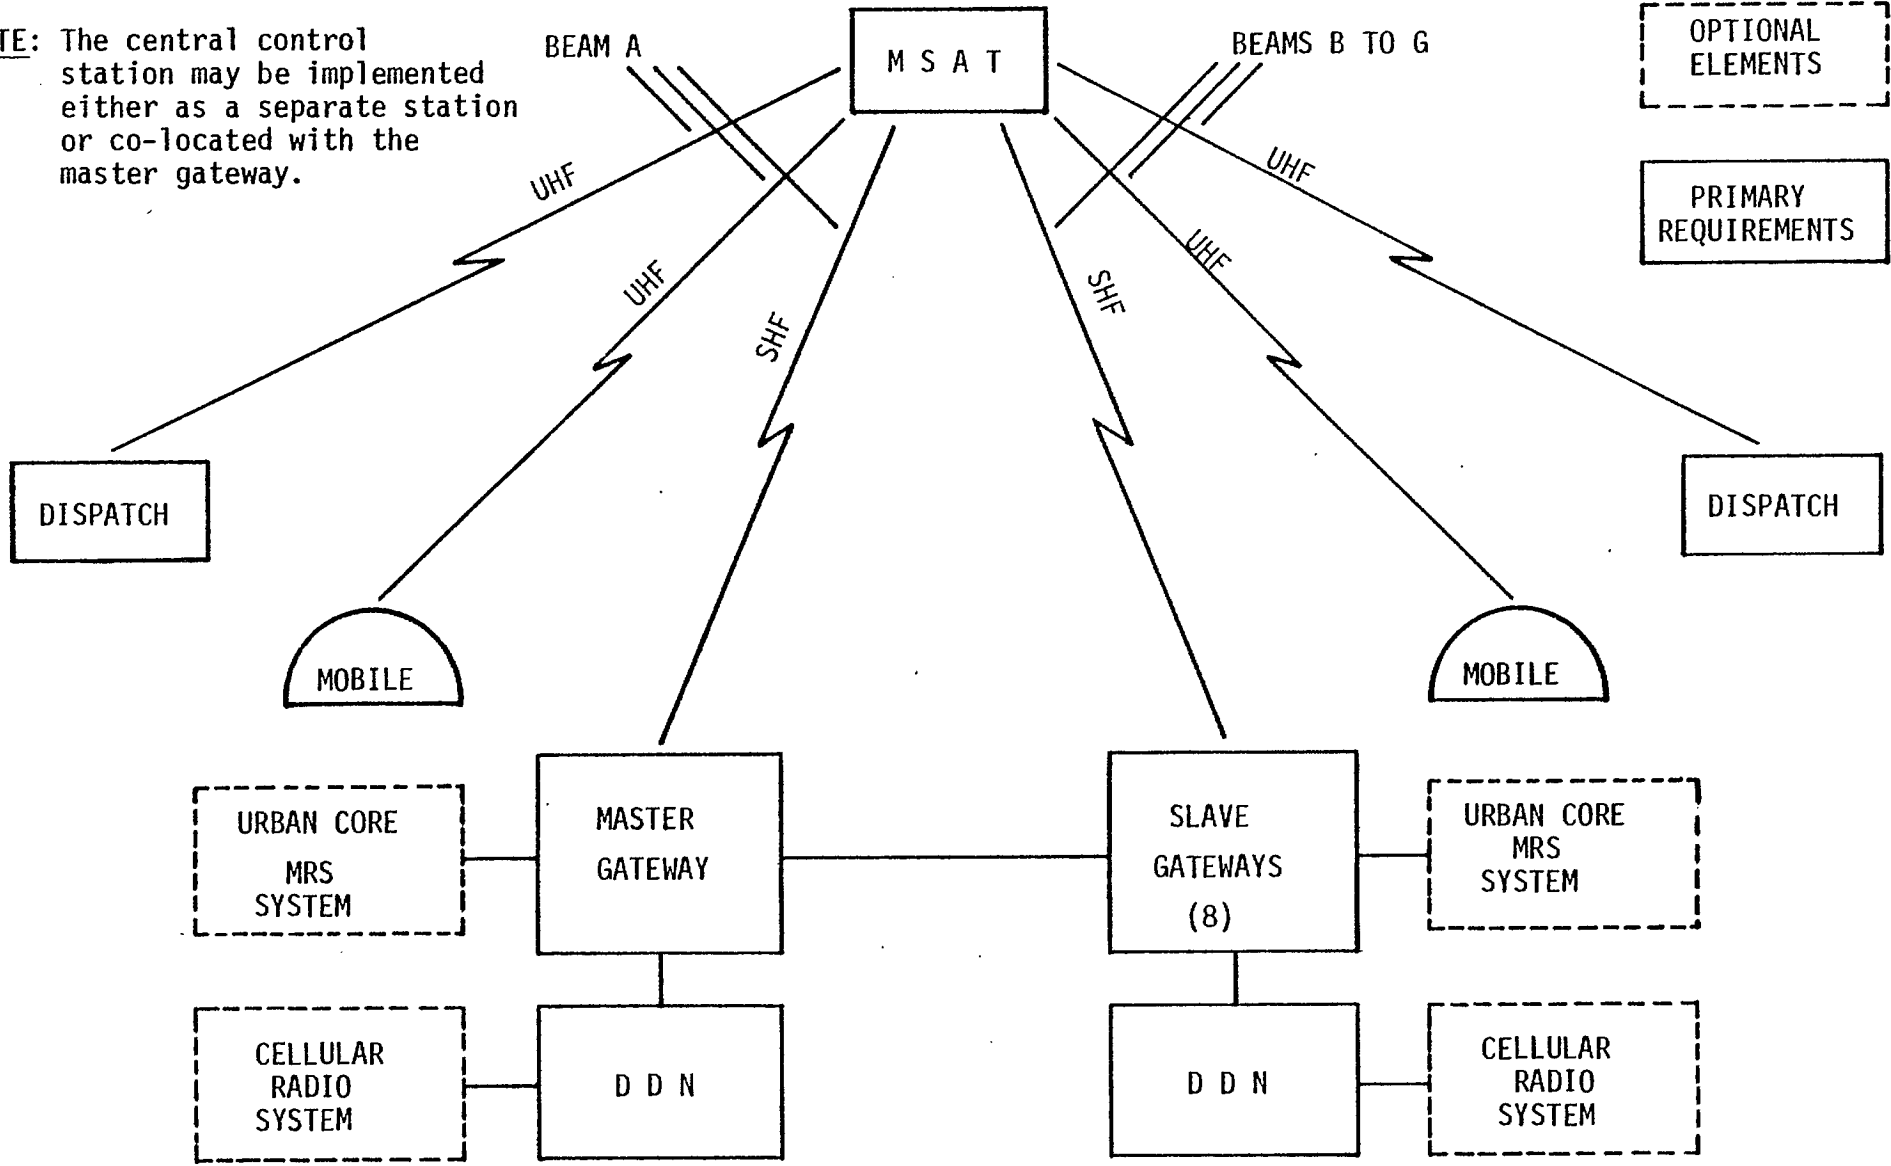 TE: The central control
station may be implemented
either as a separate station
or co-located with the
master gateway.
BEAM A
M S A T
BEAMS B TO G
OPTIONAL
ELEMENTS
PRIMARY
REQUIREMENTS
UHF
UHF
SHF
SHF
UHF
UHF
DISPATCH
DISPATCH
MOBILE
MOBILE
URBAN CORE
MRS
SYSTEM
MASTER
GATEWAY
SLAVE
GATEWAYS
(8)
URBAN CORE
MRS
SYSTEM
CELLULAR
RADIO
SYSTEM
D D N
D D N
CELLULAR
RADIO
SYSTEM